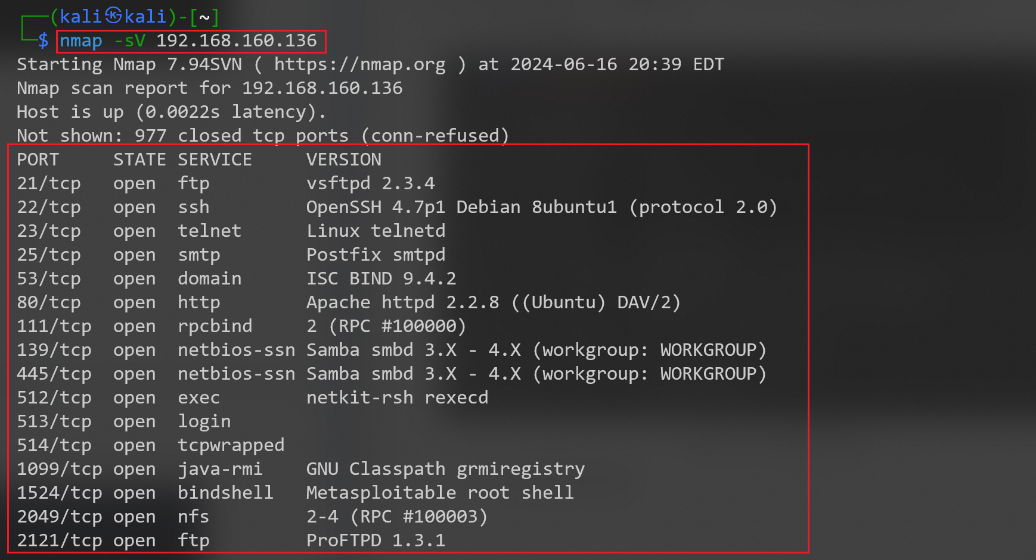 ┌──(kali㉿kali)-[~]
└─$ nmap -sV 192.168.160.136
Starting Nmap 7.94SVN ( https://nmap.org ) at 2024-06-16 20:39 EDT
Nmap scan report for 192.168.160.136
Host is up (0.0022s latency).
Not shown: 977 closed tcp ports (conn-refused)
PORT     STATE SERVICE     VERSION
21/tcp   open  ftp         vsftpd 2.3.4
22/tcp   open  ssh         OpenSSH 4.7p1 Debian 8ubuntu1 (protocol 2.0)
23/tcp   open  telnet      Linux telnetd
25/tcp   open  smtp        Postfix smtpd
53/tcp   open  domain      ISC BIND 9.4.2
80/tcp   open  http        Apache httpd 2.2.8 ((Ubuntu) DAV/2)
111/tcp  open  rpcbind     2 (RPC #100000)
139/tcp  open  netbios-ssn Samba smbd 3.X - 4.X (workgroup: WORKGROUP)
445/tcp  open  netbios-ssn Samba smbd 3.X - 4.X (workgroup: WORKGROUP)
512/tcp  open  exec        netkit-rsh rexecd
513/tcp  open  login
514/tcp  open  tcpwrapped
1099/tcp open  java-rmi    GNU Classpath grmiregistry
1524/tcp open  bindshell   Metasploitable root shell
2049/tcp open  nfs         2-4 (RPC #100003)
2121/tcp open  ftp         ProFTPD 1.3.1